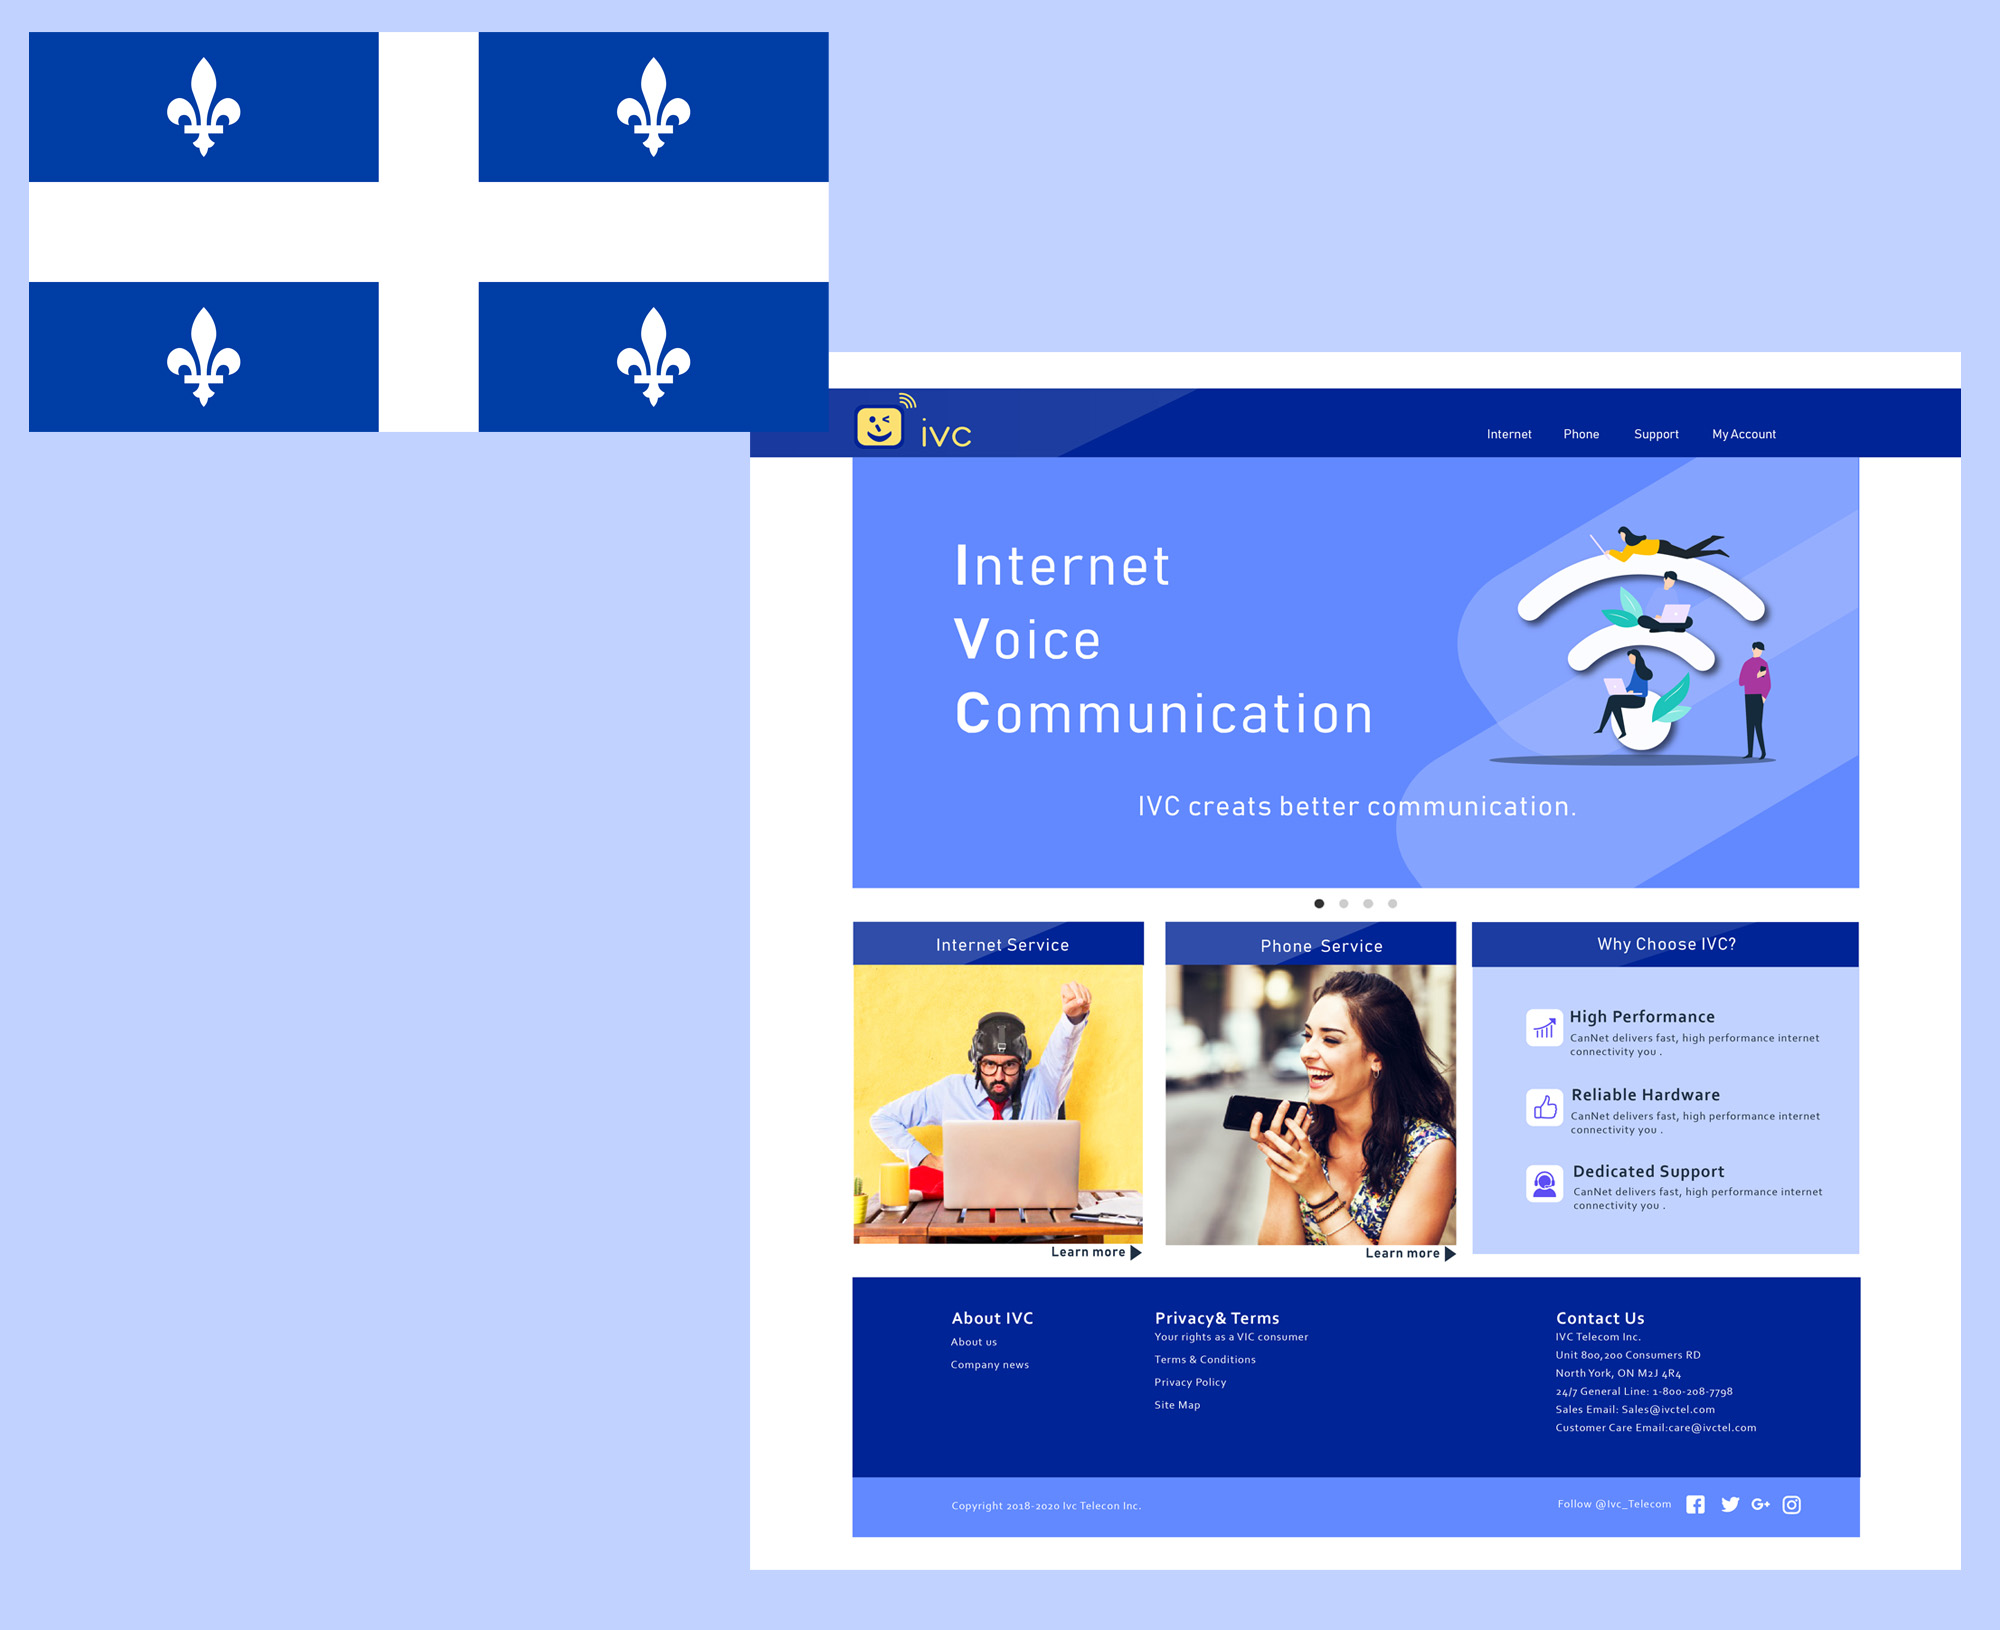 ivc
Internet
Phone
Support
My Account
Internet
Voice
Communication
IVC creats better communication.
Internet Service
Learn more
Phone Service
Learn more
Why Choose IVC?
High Performance
CanNet delivers fast, high performance internet
connectivity you .
Reliable Hardware
CanNet delivers fast, high performance internet
connectivity you .
Dedicated Support
CanNet delivers fast, high performance internet
connectivity you .
About IVC
About us
Company news
Privacy& Terms
Your rights as a VIC consumer
Terms & Conditions
Privacy Policy
Site Map
Contact Us
IVC Telecom Inc.
Unit 800,200 Consumers RD
North York, ON M2J 4R4
24/7 General Line: 1-800-208-7798
Sales Email: Sales@ivctel.com
Customer Care Email:care@ivctel.com
Copyright 2018-2020 Ivc Telecon Inc.
Follow @Ivc_Telecom